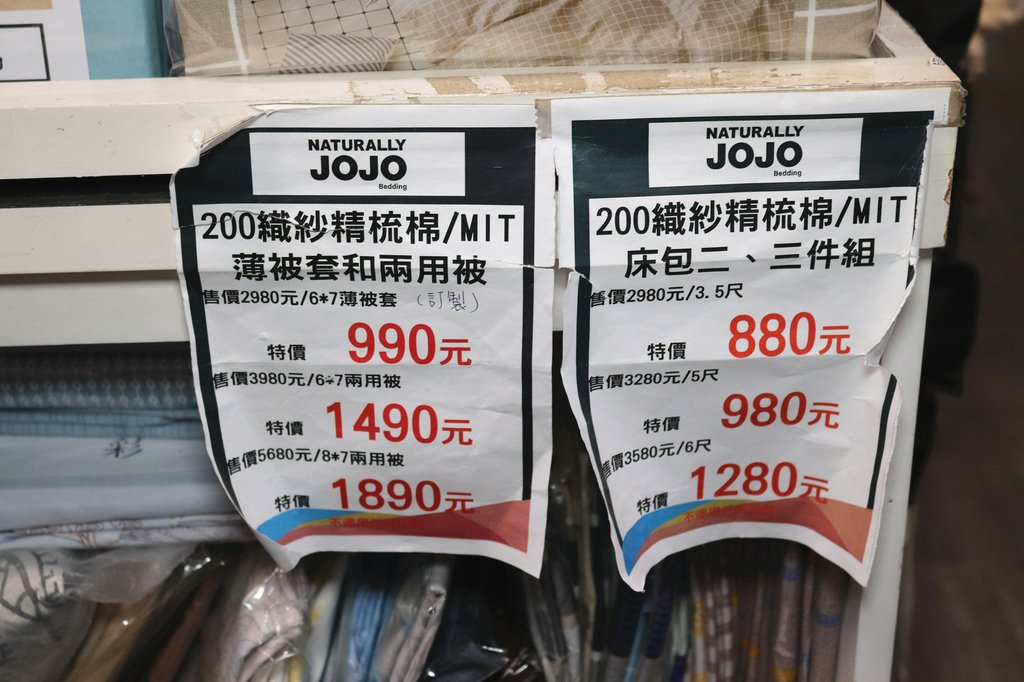 NATURALLY
JOJO
Bedding
200織紗精梳棉/MIT
薄被套和兩用被
售價2980元/6*7薄被套 (訂製)
特價 990元
售價3980元/6*7兩用被
特價 1490元
售價5680元/8*7兩用被
特價 1890元
NATURALLY
JOJO
Bedding
200織紗精梳棉/MIT
床包二、三件組
售價2980元/3.5尺
特價 880元
售價3280元/5尺
特價 980元
售價3580元/6尺
特價 1280元
彩